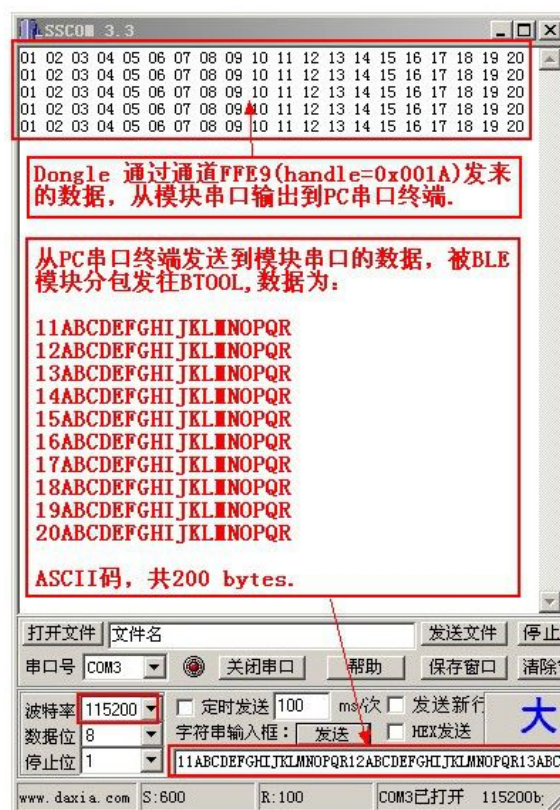 SSCOM 3.3
01 02 03 04 05 06 07 08 09 10 11 12 13 14 15 16 17 18 19 20
01 02 03 04 05 06 07 08 09 10 11 12 13 14 15 16 17 18 19 20
01 02 03 04 05 06 07 08 09 10 11 12 13 14 15 16 17 18 19 20
01 02 03 04 05 06 07 08 09 10 11 12 13 14 15 16 17 18 19 20
01 02 03 04 05 06 07 08 09 10 11 12 13 14 15 16 17 18 19 20
Dongle 通过通道FFE9(handle=0x001A)发来
的数据，从模块串口输出到PC串口终端.
从PC串口终端发送到模块串口的数据，被BLE
模块分包发往BTOOL,数据为：
11ABCDEFGHIJKLMNOPQR
12ABCDEFGHIJKLMNOPQR
13ABCDEFGHIJKLMNOPQR
14ABCDEFGHIJKLMNOPQR
15ABCDEFGHIJKLMNOPQR
16ABCDEFGHIJKLMNOPQR
17ABCDEFGHIJKLMNOPQR
18ABCDEFGHIJKLMNOPQR
19ABCDEFGHIJKLMNOPQR
20ABCDEFGHIJKLMNOPQR
ASCII码，共200 bytes.
打开文件 文件名 发送文件 停止
串口号 COM3 关闭串口 帮助 保存窗口 清除
波特率 115200 定时发送 100 ms/次 发送新行 大
数据位 8 字符串输入框： 发送 HEX发送
停止位 1 11ABCDEFGHIJKLMNOPQR12ABCDEFGHIJKLMNOPQR13ABC
www.daxia.com S:600 R:100 COM3已打开 115200b